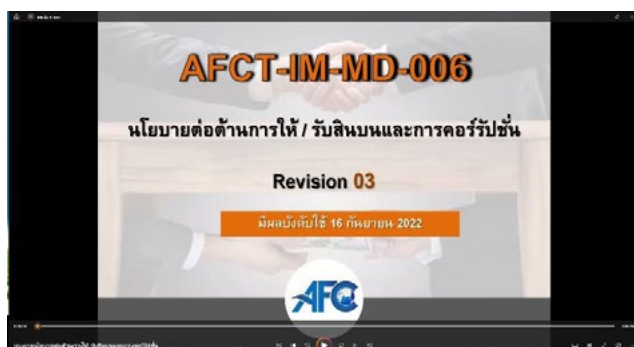 AFCT-IM-MD-006
นโยบายต่อต้านการให้ / รับสินบนและการคอร์รัปชั่น
Revision 03
มีผลบังคับใช้ 16 กันยายน 2022
AFC